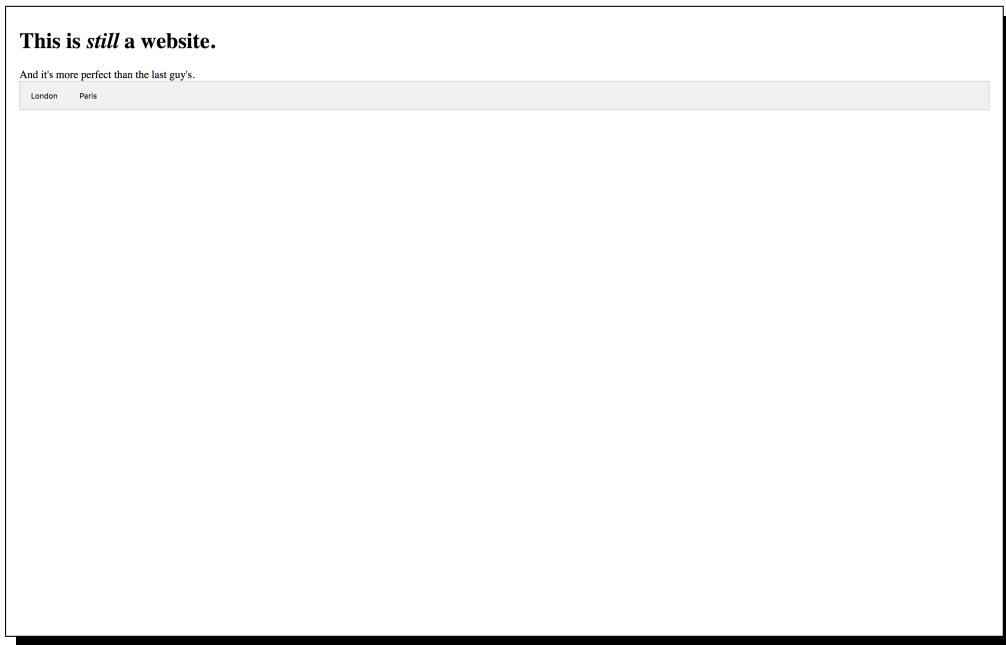 This is still a website.
And it's more perfect than the last guy's.
London Paris